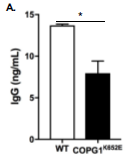 A.
*
IgG (ng/mL)
15
10
5
0
WT
COPG1K652E